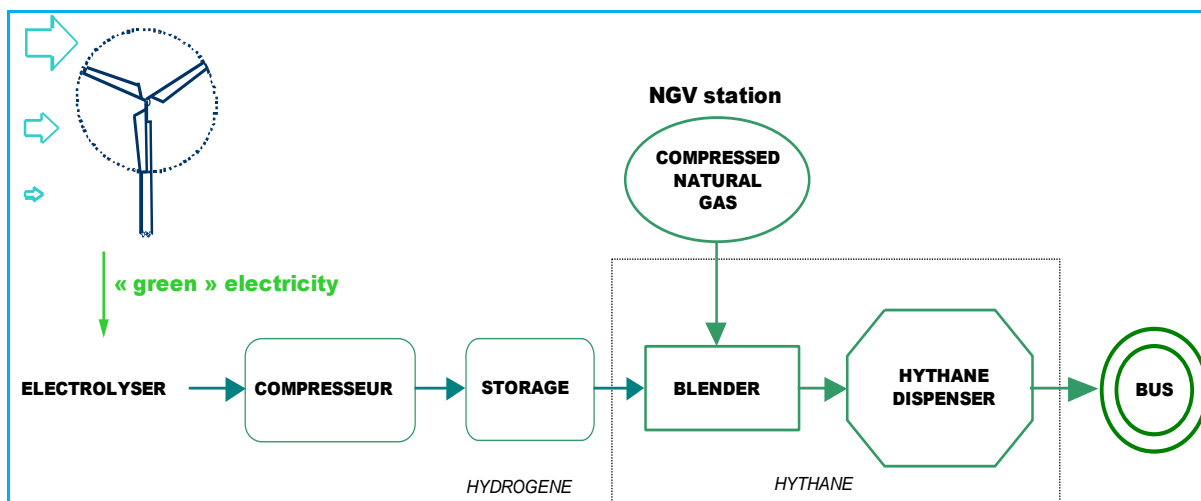 NGV station
COMPRESSED
NATURAL
GAS
« green » electricity
ELECTROLYSER
COMPRESSEUR
STORAGE
BLENDER
HYTHANE
DISPENSER
BUS
HYDROGENE
HYTHANE